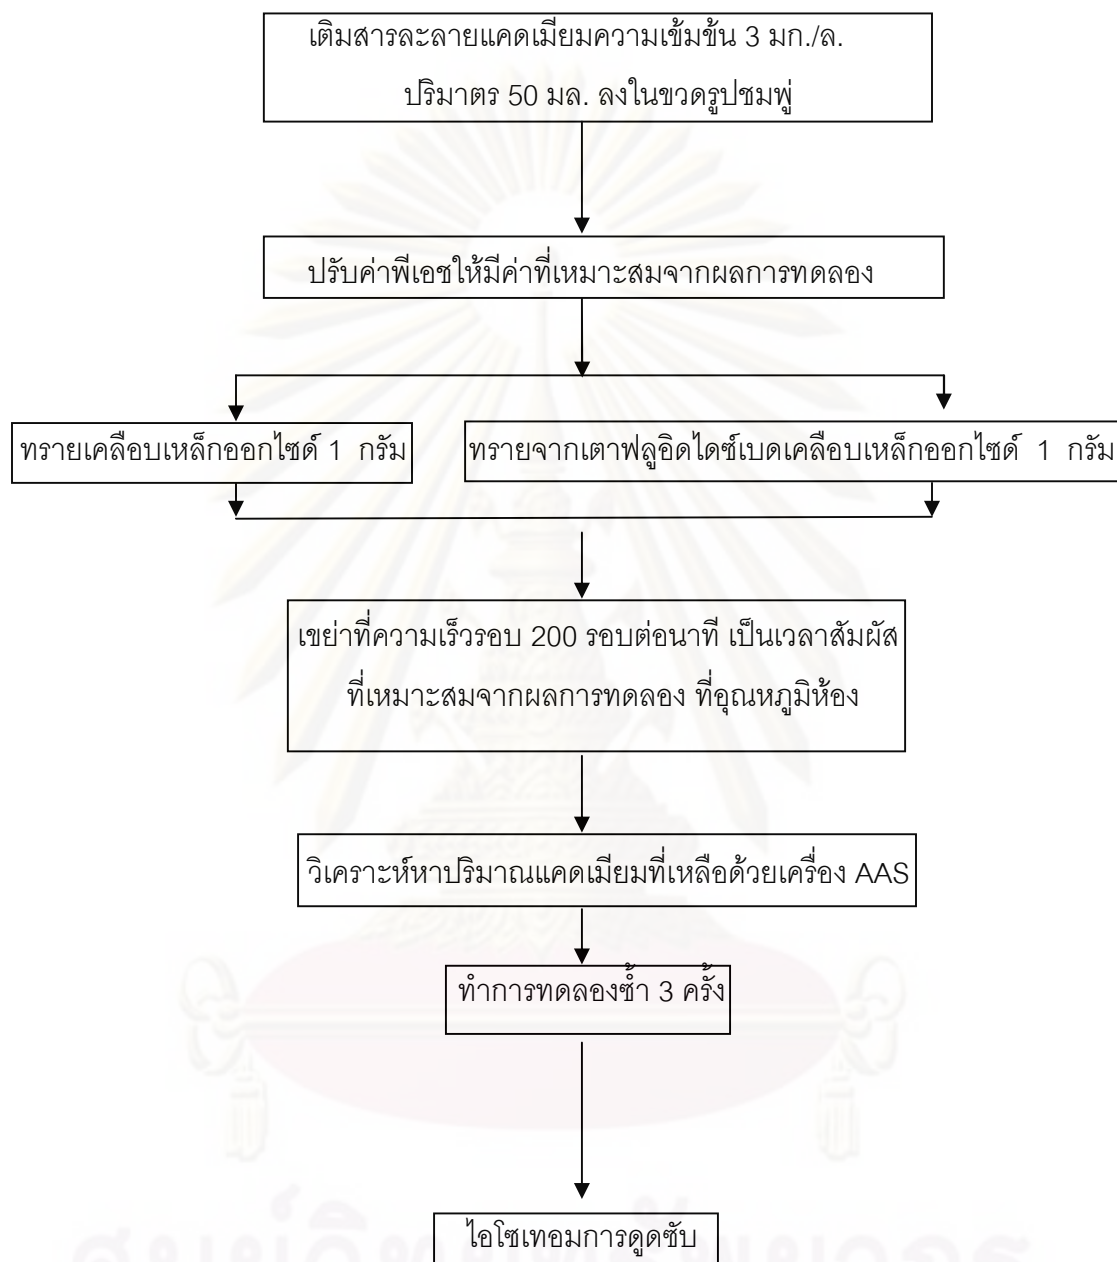 เติมสารละลายแคดเมียมความเข้มข้น 3 มก./ล.
ปริมาตร 50 มล. ลงในขวดรูปชมพู่
ปรับค่าพีเอชให้มีค่าที่เหมาะสมจากผลการทดลอง
ทรายเคลือบเหล็กออกไซด์ 1 กรัม
ทรายจากเตาฟลูอิดไดซ์เบดเคลือบเหล็กออกไซด์ 1 กรัม
เขย่าที่ความเร็วรอบ 200 รอบต่อนาที เป็นเวลาสัมผัส
ที่เหมาะสมจากผลการทดลอง ที่อุณหภูมิห้อง
วิเคราะห์หาปริมาณแคดเมียมที่เหลือด้วยเครื่อง AAS
ทำการทดลองซ้ำ 3 ครั้ง
ไอโซเทอมการดูดซับ